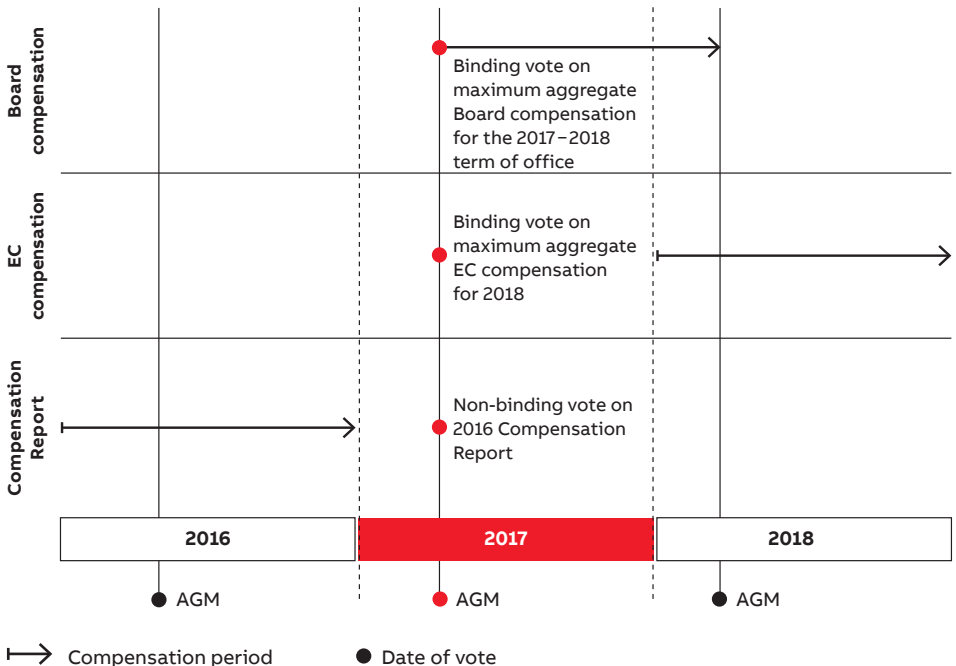 Board
compensation
Binding vote on
maximum aggregate
Board compensation
for the 2017–2018
term of office
EC
compensation
Binding vote on
maximum aggregate
EC compensation
for 2018
Compensation
Report
Non-binding vote on
2016 Compensation
Report
2016
2017
2018
AGM
AGM
AGM
Compensation period
Date of vote